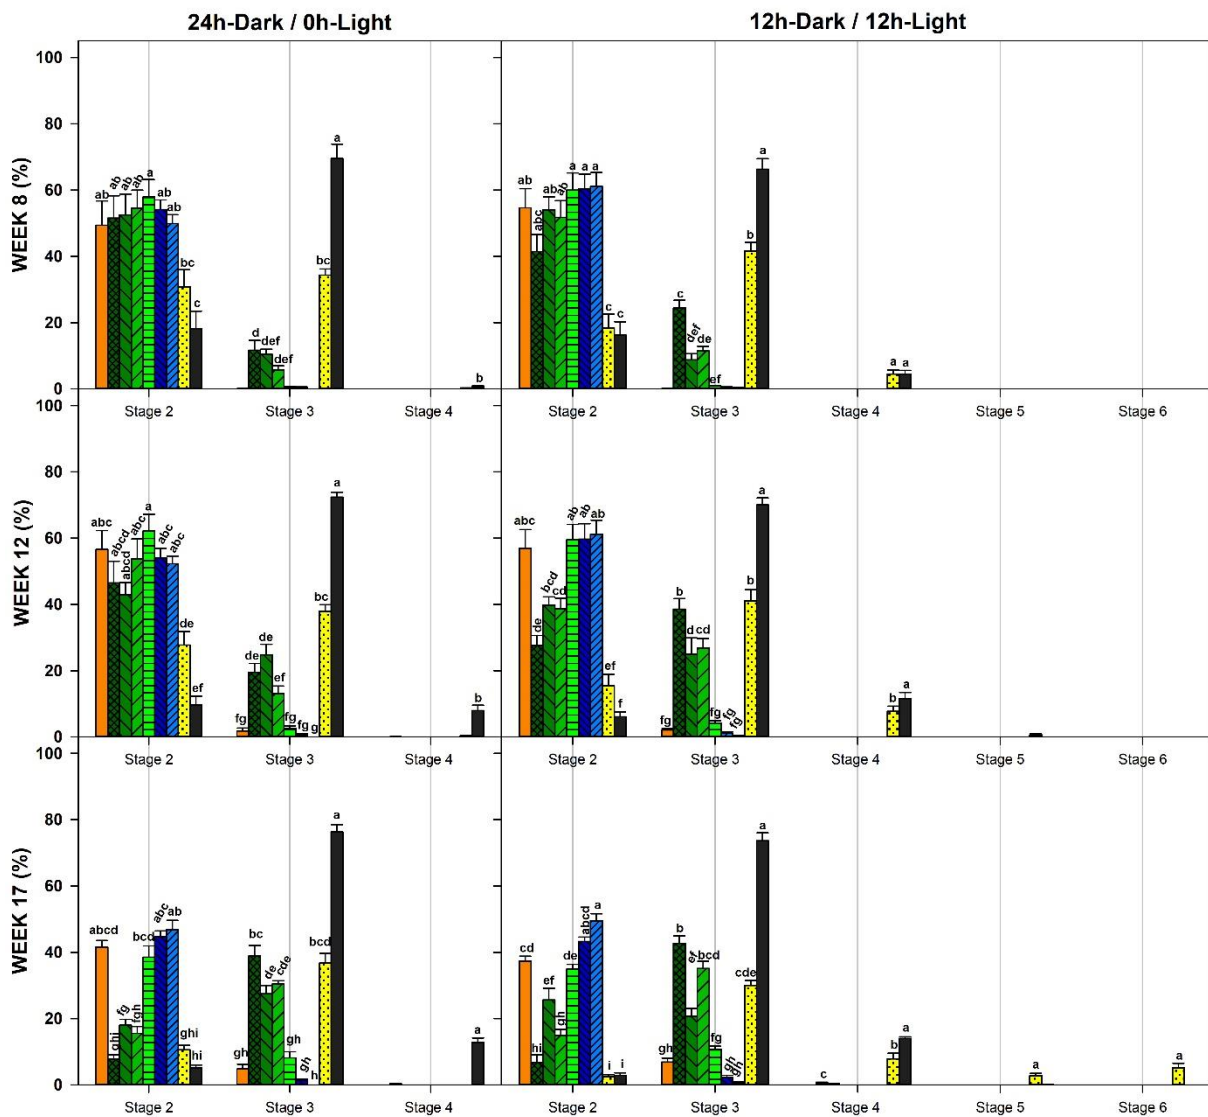 24h-Dark / 0h-Light 12h-Dark / 12h-Light
WEEK 8 (%)
100
80
60
40
20
0
ab ab ab ab a ab ab bc c
d def def bc a
b
ab abc ab ab a a a c c
c def de ef b a
a a
Stage 2 Stage 3 Stage 4 Stage 2 Stage 3 Stage 4 Stage 5 Stage 6
WEEK 12 (%)
100
80
60
40
20
0
abc abcd abcd abc a abc abc de ef
fg de de ef fg fg g bc a
b
abc de bcd cd ab ab ab ef f
fg b d cd fg fg fg b a
b a
Stage 2 Stage 3 Stage 4 Stage 2 Stage 3 Stage 4 Stage 5 Stage 6
WEEK 17 (%)
100
80
60
40
20
0
abcd ghi fg fgh bcd abc ab ghi hi
gh bc de cde gh gh h bcd a
a
cd hi ef gh de abcd a i i
gh b ef bcd fg gh gh cde a
c b a
a
a
Stage 2 Stage 3 Stage 4 Stage 2 Stage 3 Stage 4 Stage 5 Stage 6